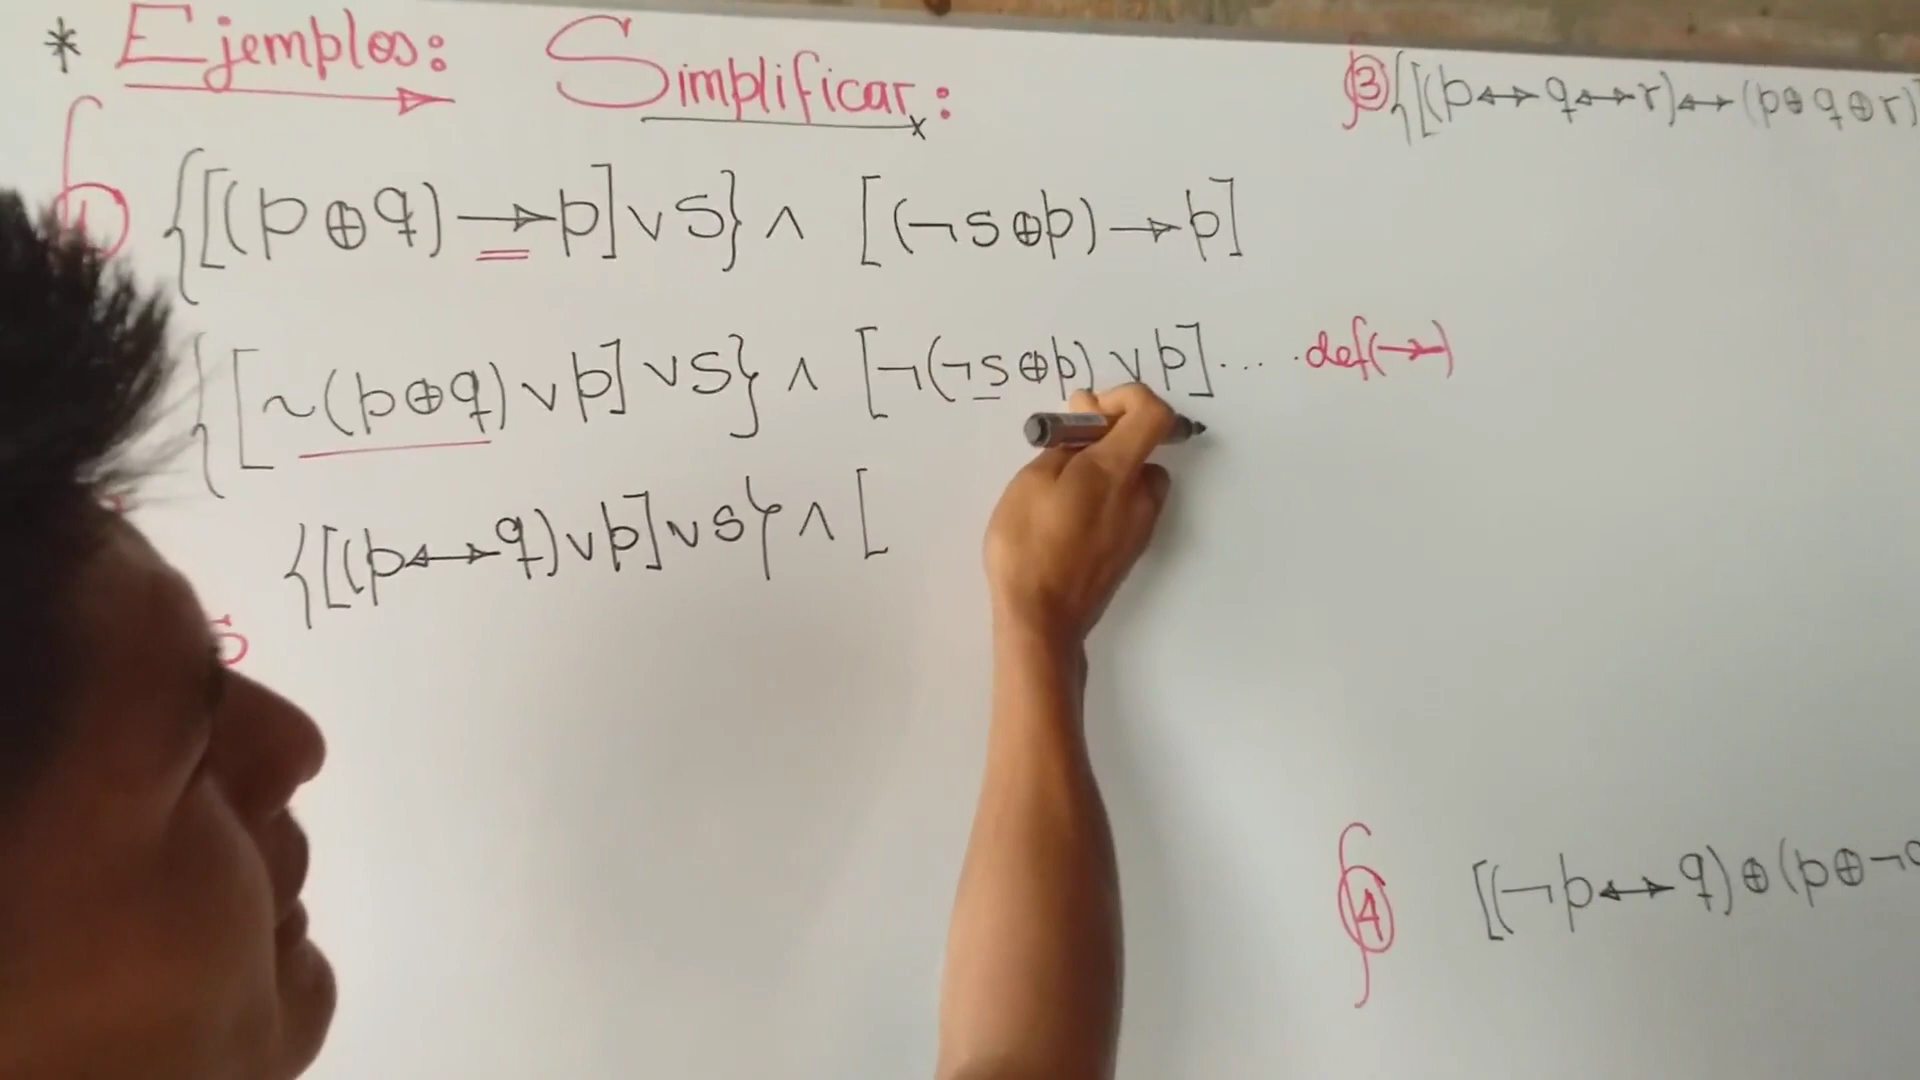 * Ejemplos: Simplificar:
1 {[(p⊕q)→p]∨s}∧ [(¬s⊕p)→p]
{[~(p⊕q)∨p]∨s}∧ [¬(¬s⊕p)∨p].... def(→)
{[(p↔q)∨p]∨s}∧[
3 {[(p↔q↔r)↔(p⊕q⊕r)]
4 [(¬p↔q)⊕(p⊕¬q